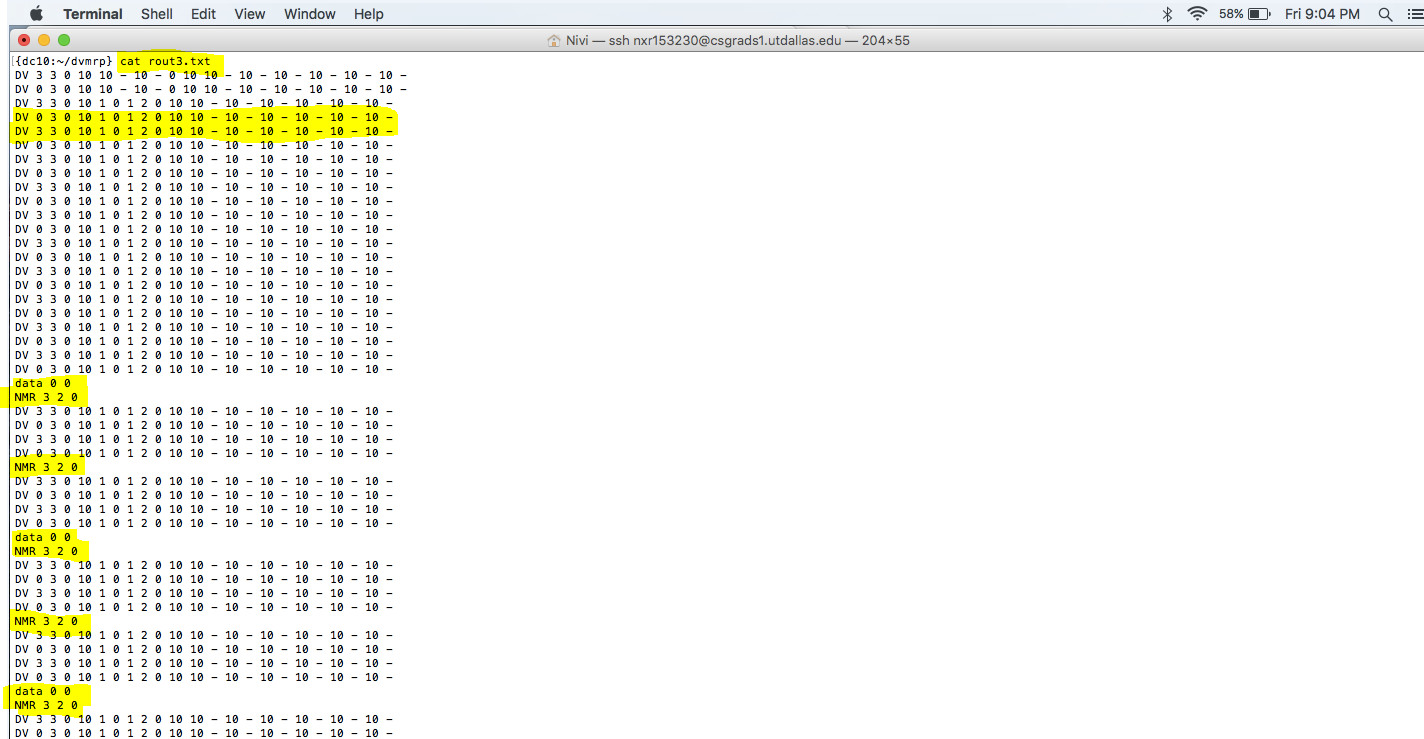 [{dc10:~/dvmrp} cat rout3.txt
DV 3 3 0 10 10 - 10 - 0 10 10 - 10 - 10 - 10 - 10 - 10 -
DV 0 3 0 10 10 - 10 - 0 10 10 - 10 - 10 - 10 - 10 - 10 -
DV 3 3 0 10 1 0 1 2 0 10 10 - 10 - 10 - 10 - 10 - 10 -
DV 0 3 0 10 1 0 1 2 0 10 10 - 10 - 10 - 10 - 10 - 10 -
DV 3 3 0 10 1 0 1 2 0 10 10 - 10 - 10 - 10 - 10 - 10 -
DV 0 3 0 10 1 0 1 2 0 10 10 - 10 - 10 - 10 - 10 - 10 -
DV 3 3 0 10 1 0 1 2 0 10 10 - 10 - 10 - 10 - 10 - 10 -
DV 0 3 0 10 1 0 1 2 0 10 10 - 10 - 10 - 10 - 10 - 10 -
DV 3 3 0 10 1 0 1 2 0 10 10 - 10 - 10 - 10 - 10 - 10 -
DV 0 3 0 10 1 0 1 2 0 10 10 - 10 - 10 - 10 - 10 - 10 -
DV 3 3 0 10 1 0 1 2 0 10 10 - 10 - 10 - 10 - 10 - 10 -
DV 0 3 0 10 1 0 1 2 0 10 10 - 10 - 10 - 10 - 10 - 10 -
DV 3 3 0 10 1 0 1 2 0 10 10 - 10 - 10 - 10 - 10 - 10 -
DV 0 3 0 10 1 0 1 2 0 10 10 - 10 - 10 - 10 - 10 - 10 -
DV 3 3 0 10 1 0 1 2 0 10 10 - 10 - 10 - 10 - 10 - 10 -
DV 0 3 0 10 1 0 1 2 0 10 10 - 10 - 10 - 10 - 10 - 10 -
DV 3 3 0 10 1 0 1 2 0 10 10 - 10 - 10 - 10 - 10 - 10 -
DV 0 3 0 10 1 0 1 2 0 10 10 - 10 - 10 - 10 - 10 - 10 -
DV 3 3 0 10 1 0 1 2 0 10 10 - 10 - 10 - 10 - 10 - 10 -
DV 0 3 0 10 1 0 1 2 0 10 10 - 10 - 10 - 10 - 10 - 10 -
DV 3 3 0 10 1 0 1 2 0 10 10 - 10 - 10 - 10 - 10 - 10 -
DV 0 3 0 10 1 0 1 2 0 10 10 - 10 - 10 - 10 - 10 - 10 -
data 0 0
NMR 3 2 0
DV 3 3 0 10 1 0 1 2 0 10 10 - 10 - 10 - 10 - 10 - 10 -
DV 0 3 0 10 1 0 1 2 0 10 10 - 10 - 10 - 10 - 10 - 10 -
DV 3 3 0 10 1 0 1 2 0 10 10 - 10 - 10 - 10 - 10 - 10 -
DV 0 3 0 10 1 0 1 2 0 10 10 - 10 - 10 - 10 - 10 - 10 -
NMR 3 2 0
DV 3 3 0 10 1 0 1 2 0 10 10 - 10 - 10 - 10 - 10 - 10 -
DV 0 3 0 10 1 0 1 2 0 10 10 - 10 - 10 - 10 - 10 - 10 -
DV 3 3 0 10 1 0 1 2 0 10 10 - 10 - 10 - 10 - 10 - 10 -
DV 0 3 0 10 1 0 1 2 0 10 10 - 10 - 10 - 10 - 10 - 10 -
data 0 0
NMR 3 2 0
DV 3 3 0 10 1 0 1 2 0 10 10 - 10 - 10 - 10 - 10 - 10 -
DV 0 3 0 10 1 0 1 2 0 10 10 - 10 - 10 - 10 - 10 - 10 -
DV 3 3 0 10 1 0 1 2 0 10 10 - 10 - 10 - 10 - 10 - 10 -
DV 0 3 0 10 1 0 1 2 0 10 10 - 10 - 10 - 10 - 10 - 10 -
NMR 3 2 0
DV 3 3 0 10 1 0 1 2 0 10 10 - 10 - 10 - 10 - 10 - 10 -
DV 0 3 0 10 1 0 1 2 0 10 10 - 10 - 10 - 10 - 10 - 10 -
DV 3 3 0 10 1 0 1 2 0 10 10 - 10 - 10 - 10 - 10 - 10 -
DV 0 3 0 10 1 0 1 2 0 10 10 - 10 - 10 - 10 - 10 - 10 -
data 0 0
NMR 3 2 0
DV 3 3 0 10 1 0 1 2 0 10 10 - 10 - 10 - 10 - 10 - 10 -
DV 0 3 0 10 1 0 1 2 0 10 10 - 10 - 10 - 10 - 10 - 10 -
Terminal Shell Edit View Window Help 58% Fri 9:04 PM
Nivi — ssh nxr153230@csgrads1.utdallas.edu — 204×55